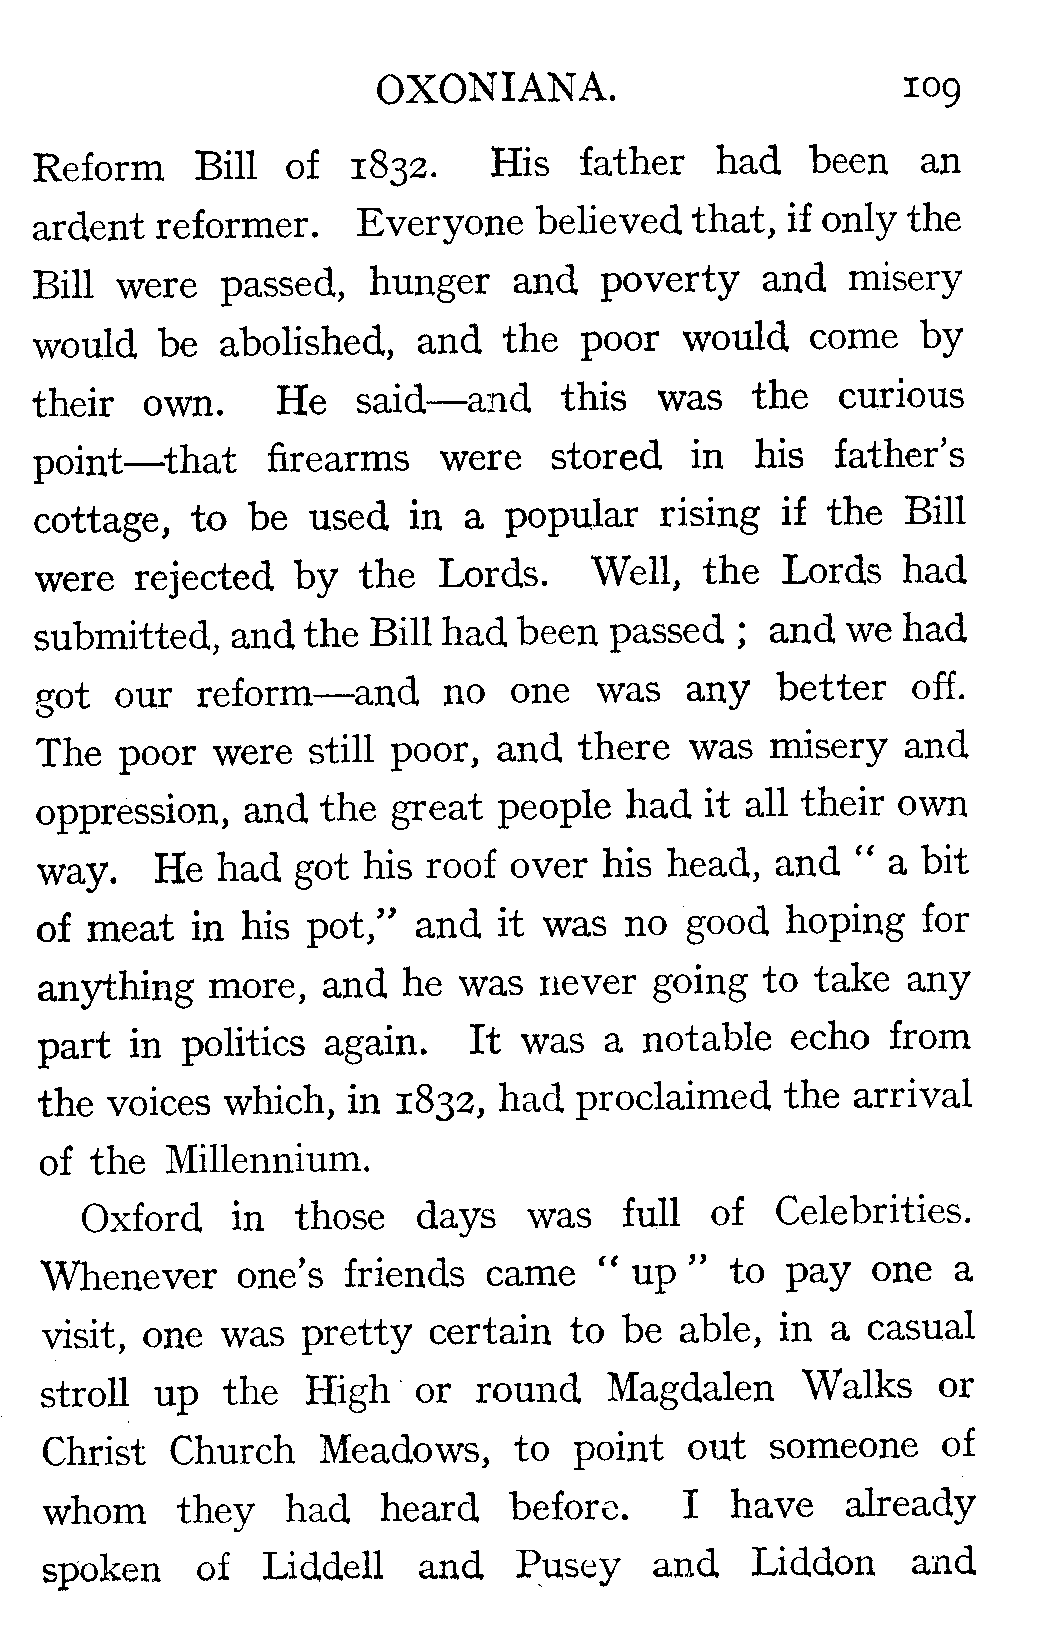 OXONIANA. 109
Reform Bill of 1832. His father had been an
ardent reformer. Everyone believed that, if only the
Bill were passed, hunger and poverty and misery
would be abolished, and the poor would come by
their own. He said—and this was the curious
point—that firearms were stored in his father's
cottage, to be used in a popular rising if the Bill
were rejected by the Lords. Well, the Lords had
submitted, and the Bill had been passed ; and we had
got our reform—and no one was any better off.
The poor were still poor, and there was misery and
oppression, and the great people had it all their own
way. He had got his roof over his head, and “ a bit
of meat in his pot,” and it was no good hoping for
anything more, and he was never going to take any
part in politics again. It was a notable echo from
the voices which, in 1832, had proclaimed the arrival
of the Millennium.
Oxford in those days was full of Celebrities.
Whenever one's friends came “ up ” to pay one a
visit, one was pretty certain to be able, in a casual
stroll up the High or round Magdalen Walks or
Christ Church Meadows, to point out someone of
whom they had heard before. I have already
spoken of Liddell and Pusey and Liddon and